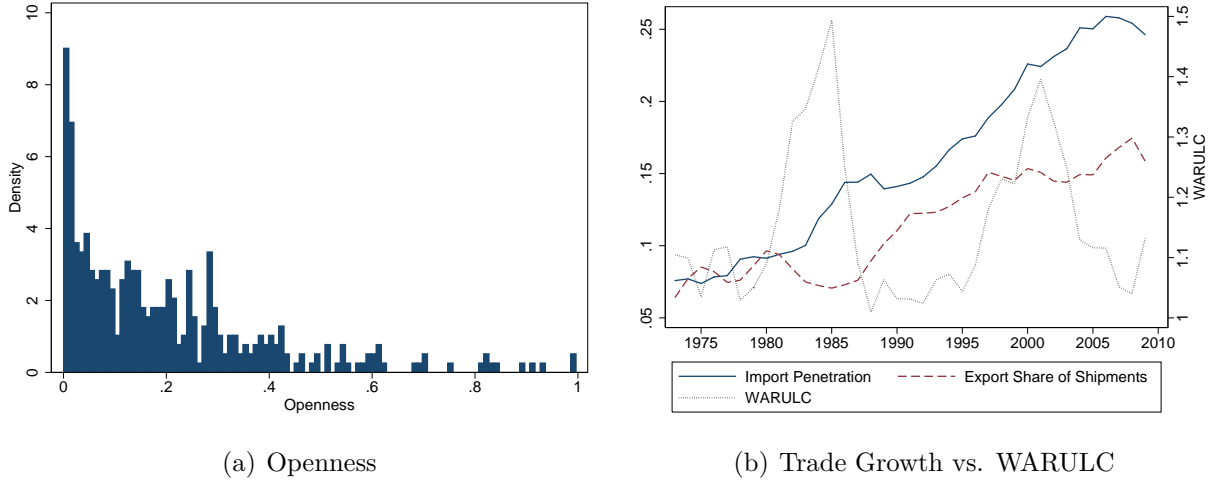 10
8
6
4
2
0
Density
0 .2 .4 .6 .8 1
Openness
(a) Openness
.25
.2
.15
.1
.05
1.5
1.4
1.3
1.2
1.1
1
WARULC
1975 1980 1985 1990 1995 2000 2005 2010
Import Penetration Export Share of Shipments
WARULC
(b) Trade Growth vs. WARULC